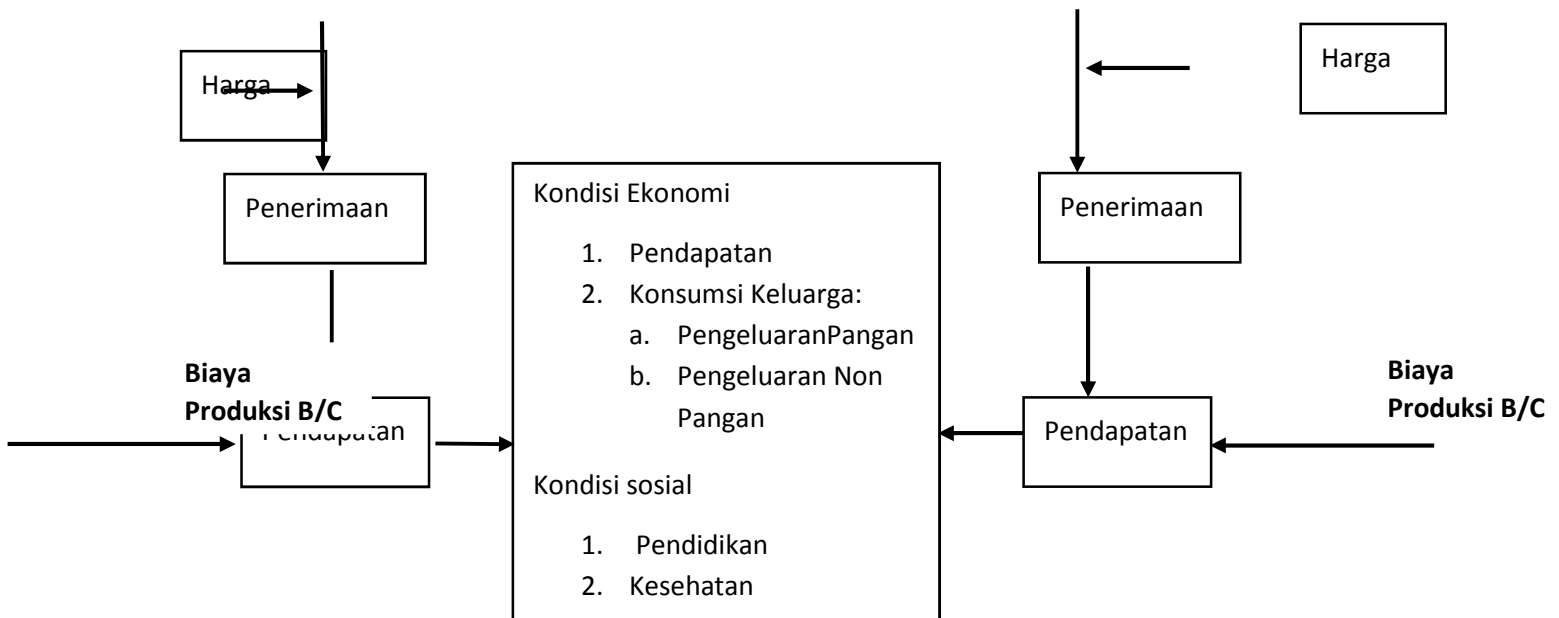 Harga
Harga
Penerimaan
Penerimaan
Kondisi Ekonomi
1. Pendapatan
2. Konsumsi Keluarga:
a. PengeluaranPangan
b. Pengeluaran Non
Pangan
Kondisi sosial
1. Pendidikan
2. Kesehatan
Biaya
Produksi B/C
Pendapatan
Pendapatan
Biaya
Produksi B/C